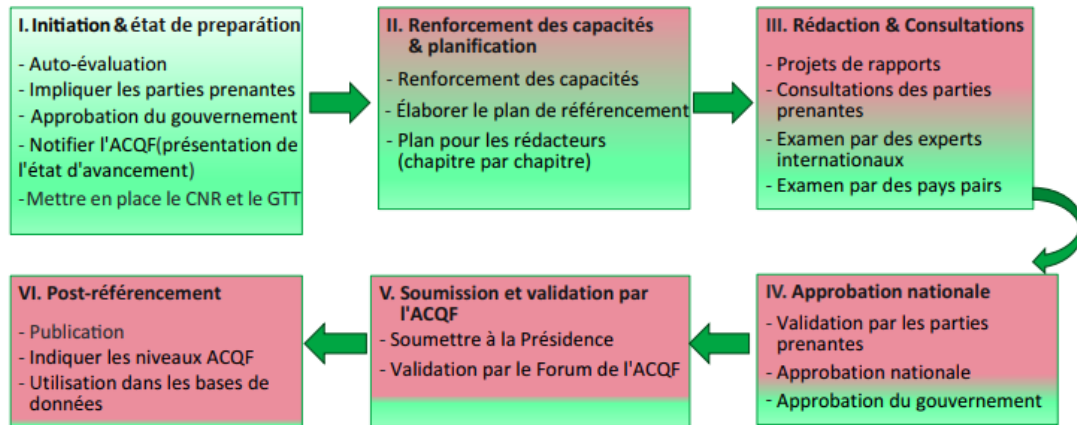 I. Initiation & état de preparátion
- Auto-évaluation
- Impliquer les parties prenantes
- Approbation du gouvernement
- Notifier l'ACQF(présentation de
l'état d'avancement)
-Mettre en place le CNR et le GTT
II. Renforcement des capacités
& planification
- Renforcement des capacités
- Élaborer le plan de référencement
- Plan pour les rédacteurs
(chapitre par chapitre)
III. Rédaction & Consultations
- Projets de rapports
- Consultations des parties
prenantes
- Examen par des experts
internationaux
- Examen par des pays pairs
IV. Approbation nationale
- Validation par les parties
prenantes
- Approbation nationale
- Approbation du gouvernement
V. Soumission et validation par
l'ACQF
- Soumettre à la Présidence
- Validation par le Forum de l'ACQF
VI. Post-référencement
- Publication
- Indiquer les niveaux ACQF
- Utilisation dans les bases de
données